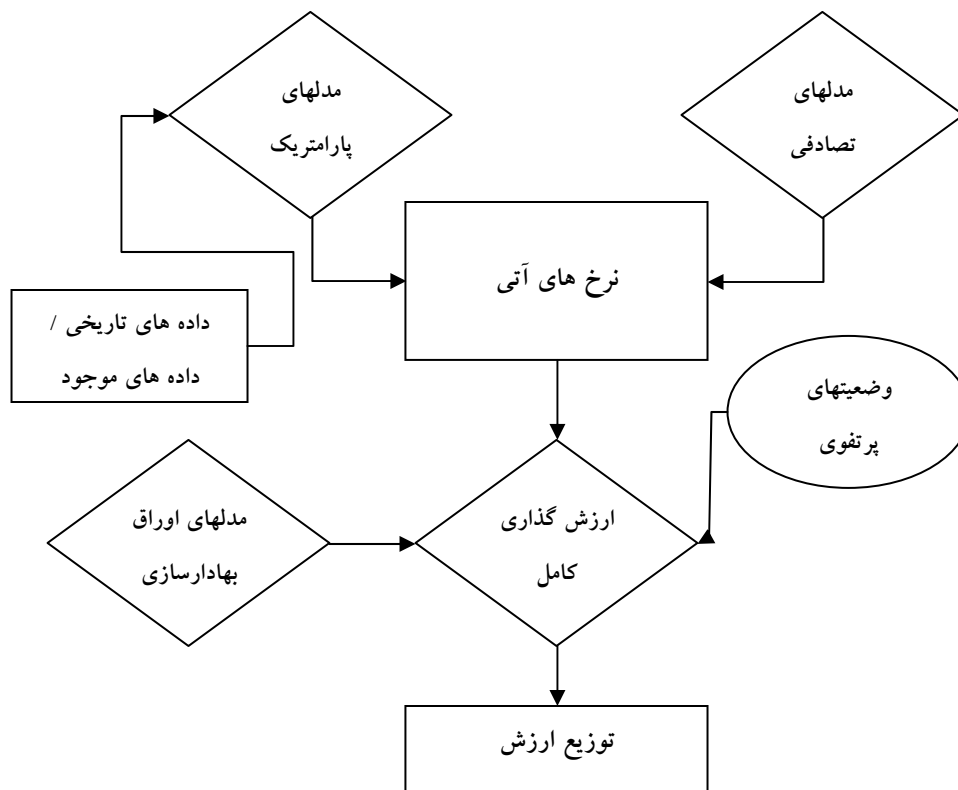 مدلهای
تصادفی
مدلهای
پارامتریک
نرخ های آتی
داده های تاریخی /
داده های موجود
وضعیتهای
پرتفوی
ارزش گذاری
کامل
مدلهای اوراق
بهادارسازی
توزیع ارزش